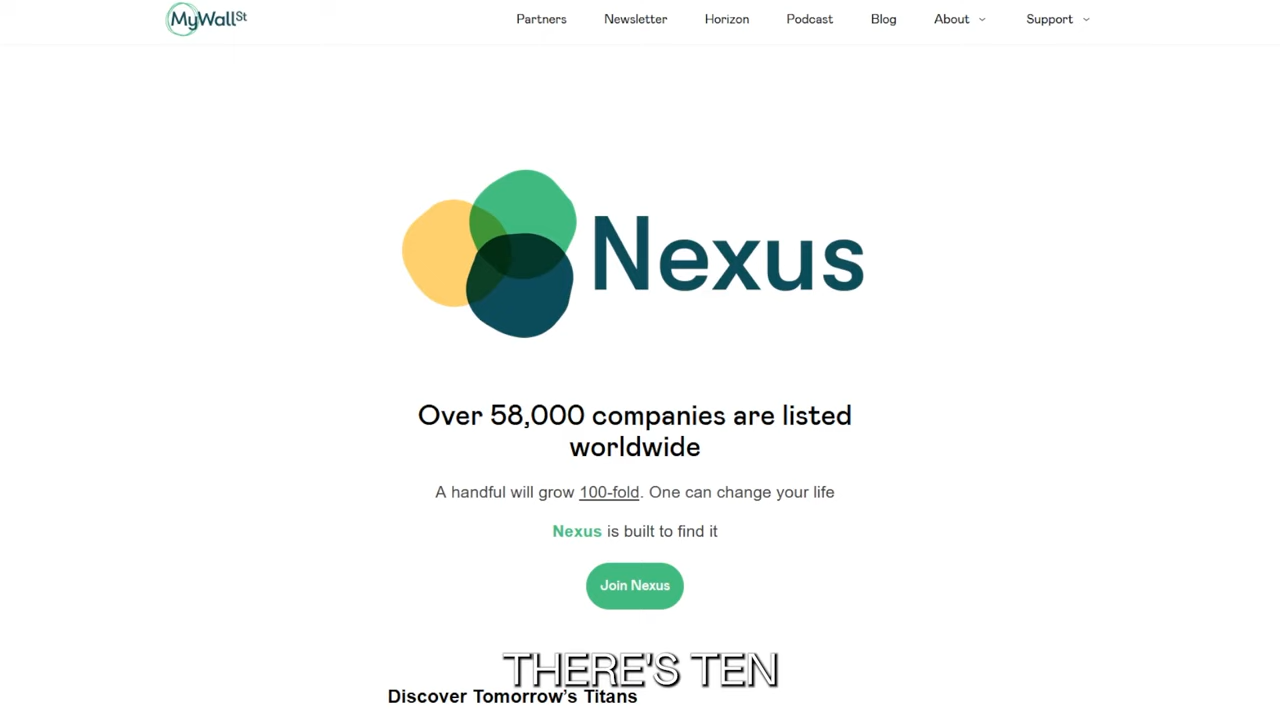 MyWallSt
Partners
Newsletter
Horizon
Podcast
Blog
About
Support
Nexus
Over 58,000 companies are listed
worldwide
A handful will grow 100-fold. One can change your life
Nexus is built to find it
Join Nexus
THERE'S TEN
Discover Tomorrow's Titans